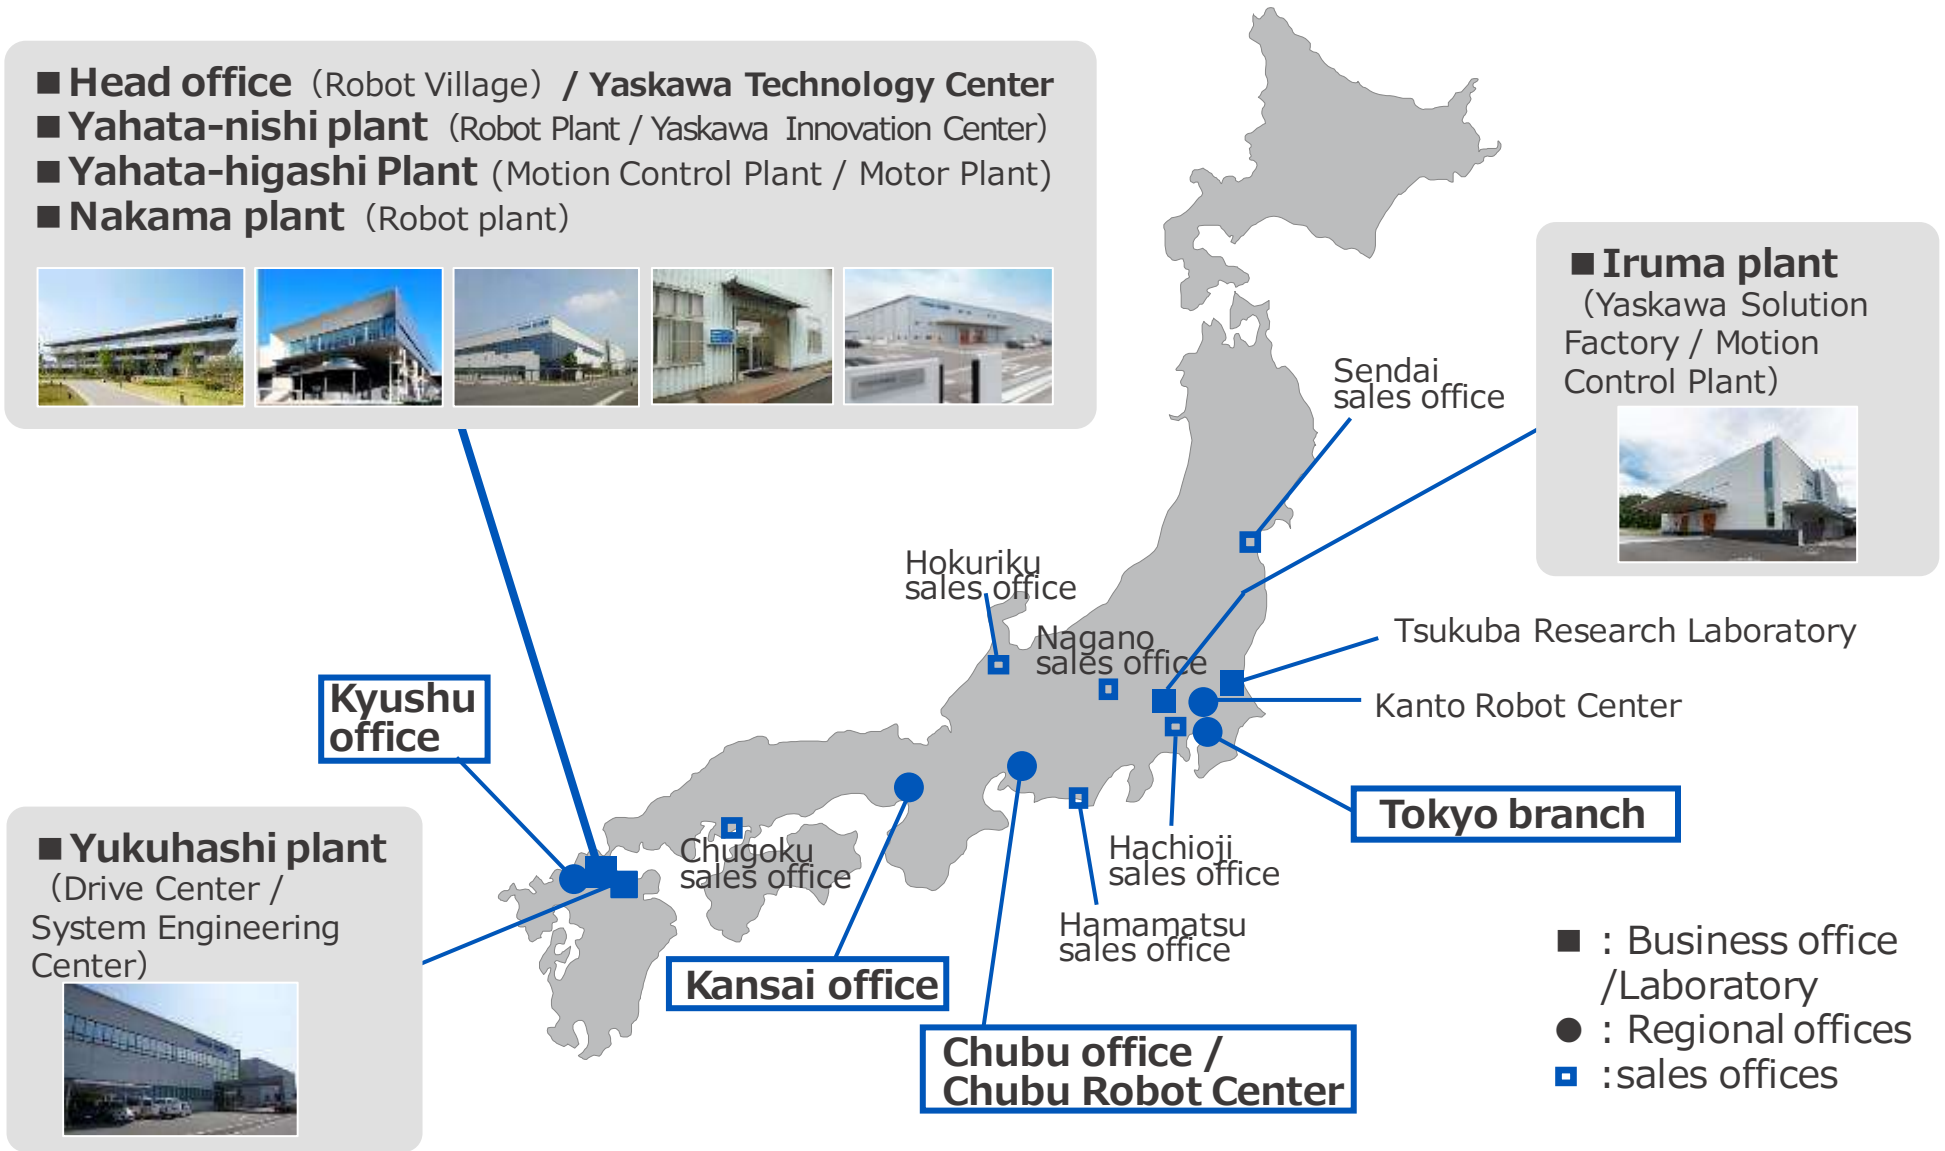 ■ Head office（Robot Village）/ Yaskawa Technology Center
■ Yahata-nishi plant（Robot Plant / Yaskawa Innovation Center）
■ Yahata-higashi Plant (Motion Control Plant / Motor Plant)
■ Nakama plant（Robot plant）
■ Iruma plant
（Yaskawa Solution
Factory / Motion
Control Plant）
Sendai
sales office
Hokuriku
sales office
Nagano
sales office
Tsukuba Research Laboratory
Kanto Robot Center
Kyushu
office
Tokyo branch
■ Yukuhashi plant
（Drive Center /
System Engineering
Center）
Chugoku
sales office
Hachioji
sales office
Hamamatsu
sales office
Kansai office
Chubu office /
Chubu Robot Center
■ : Business office
/Laboratory
● : Regional offices
:sales offices